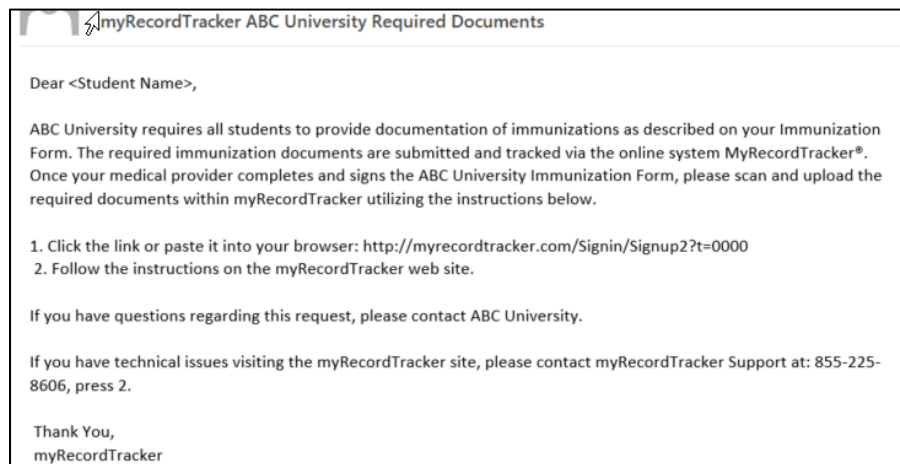 myRecordTracker ABC University Required Documents
Dear <Student Name>,
ABC University requires all students to provide documentation of immunizations as described on your Immunization
Form. The required immunization documents are submitted and tracked via the online system MyRecordTracker®.
Once your medical provider completes and signs the ABC University Immunization Form, please scan and upload the
required documents within myRecordTracker utilizing the instructions below.
1. Click the link or paste it into your browser: http://myrecordtracker.com/Signin/Signup2?t=0000
2. Follow the instructions on the myRecordTracker web site.
If you have questions regarding this request, please contact ABC University.
If you have technical issues visiting the myRecordTracker site, please contact myRecordTracker Support at: 855-225-
8606, press 2.
Thank You,
myRecordTracker